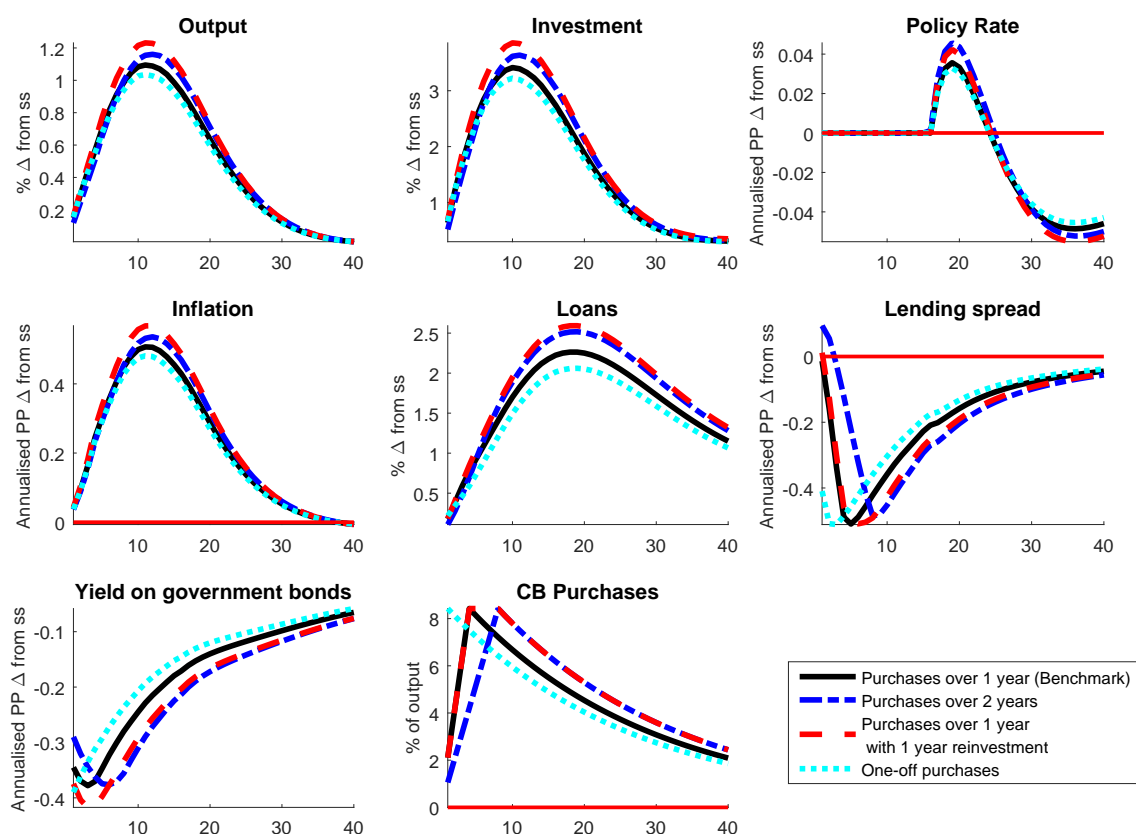 Output
Investment
Policy Rate
% Δ from ss
1.2
1
0.8
0.6
0.4
0.2
10 20 30 40
% Δ from ss
3
2
1
10 20 30 40
Annualised PP Δ from ss
0.04
0.02
0
-0.02
-0.04
10 20 30 40
Inflation
Loans
Lending spread
Annualised PP Δ from ss
0.4
0.2
0
10 20 30 40
% Δ from ss
2.5
2
1.5
1
0.5
10 20 30 40
Annualised PP Δ from ss
0
-0.2
-0.4
10 20 30 40
Yield on government bonds
CB Purchases
Annualised PP Δ from ss
-0.1
-0.2
-0.3
-0.4
10 20 30 40
% of output
8
6
4
2
0
10 20 30 40
Purchases over 1 year (Benchmark)
Purchases over 2 years
Purchases over 1 year
with 1 year reinvestment
One-off purchases